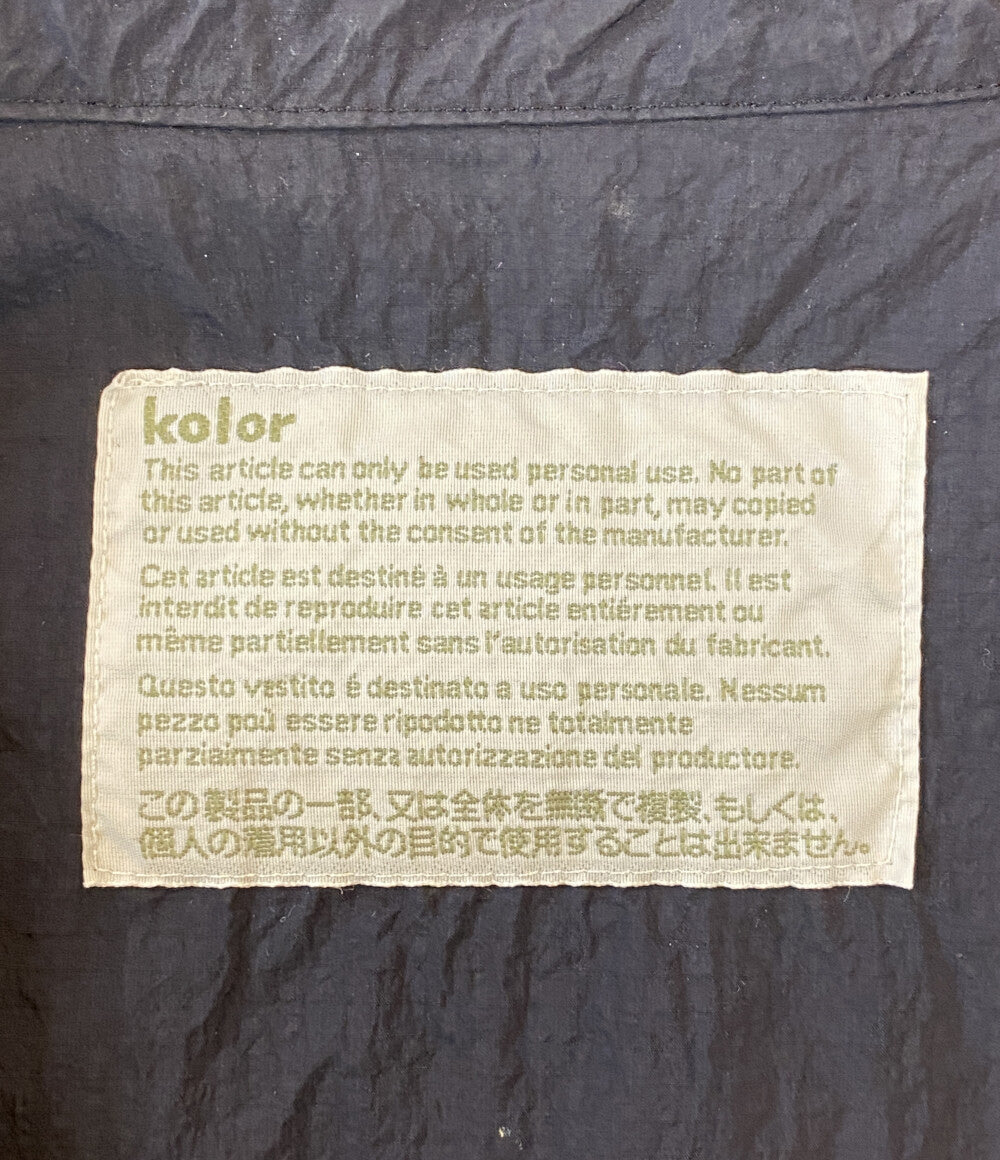 kolor
This article can only be used personal use. No part of
this article, whether in whole or in part, may copied
or used without the consent of the manufacturer.
Cet article est destiné à un usage personnel. Il est
interdit de reproduire cet article entiérement ou
même partiellement sans l'autorisation du fabricant.
Questo vestito é destinato a uso personale. Nessum
pezzo poù essere ripodotto ne totalmente
parzialmente senza autorizzazione del productore.
この製品の一部、又は全体を無断で複製、もしくは、
個人の着用以外の目的で使用することは出来ません。